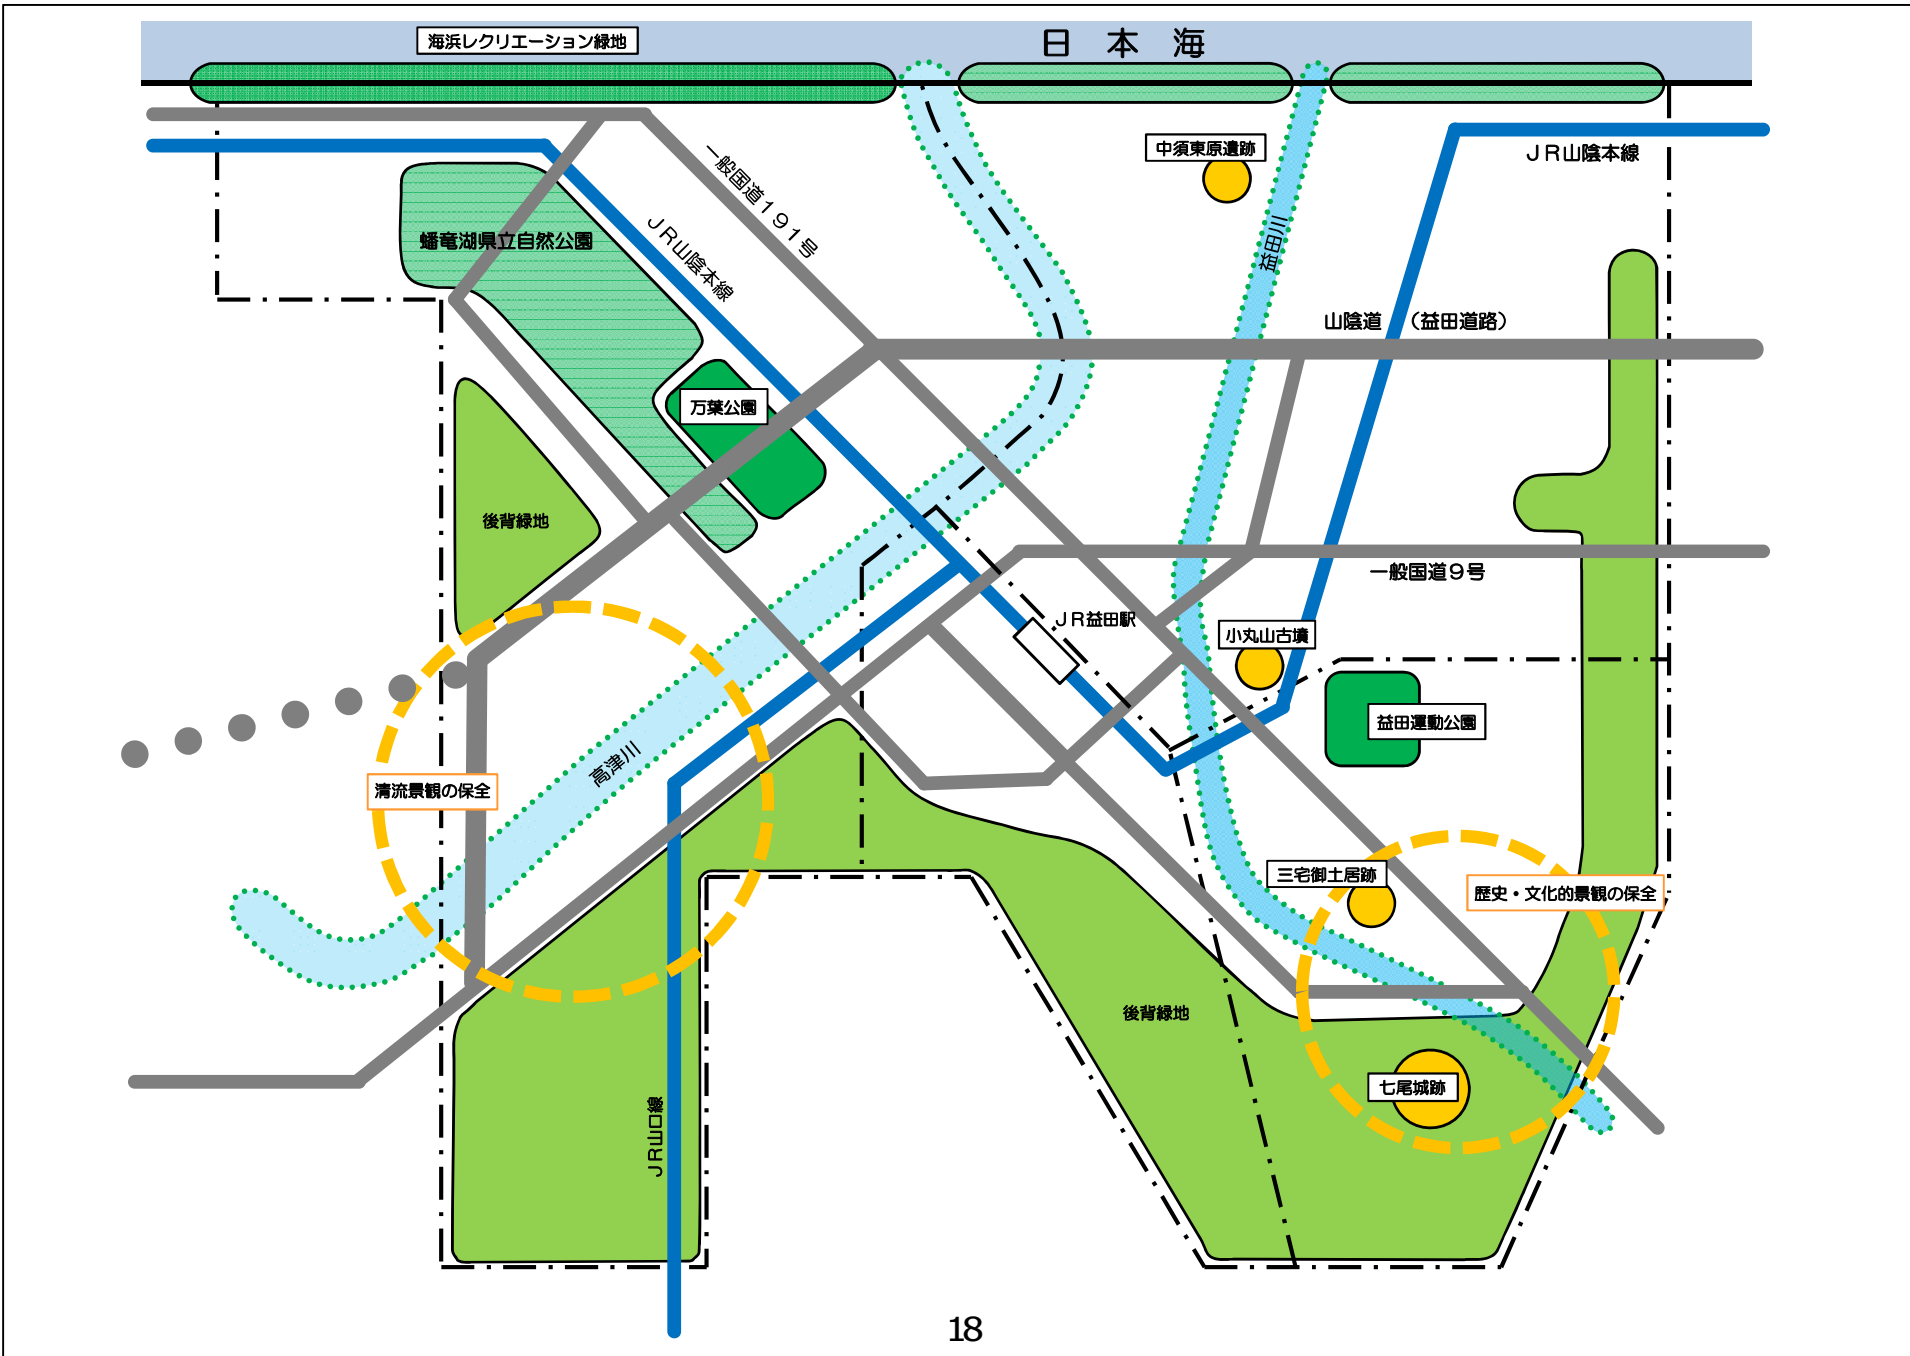 海浜レクリエーション緑地
日本海
中須東原遺跡
JR山陰本線
一般国道191号
JR山陰本線
蟠竜湖県立自然公園
益田川
山陰道 (益田道路)
万葉公園
後背緑地
一般国道9号
JR益田駅
小丸山古墳
益田運動公園
高津川
清流景観の保全
三宅御土居跡
歴史・文化的景観の保全
後背緑地
七尾城跡
JR山口線
18